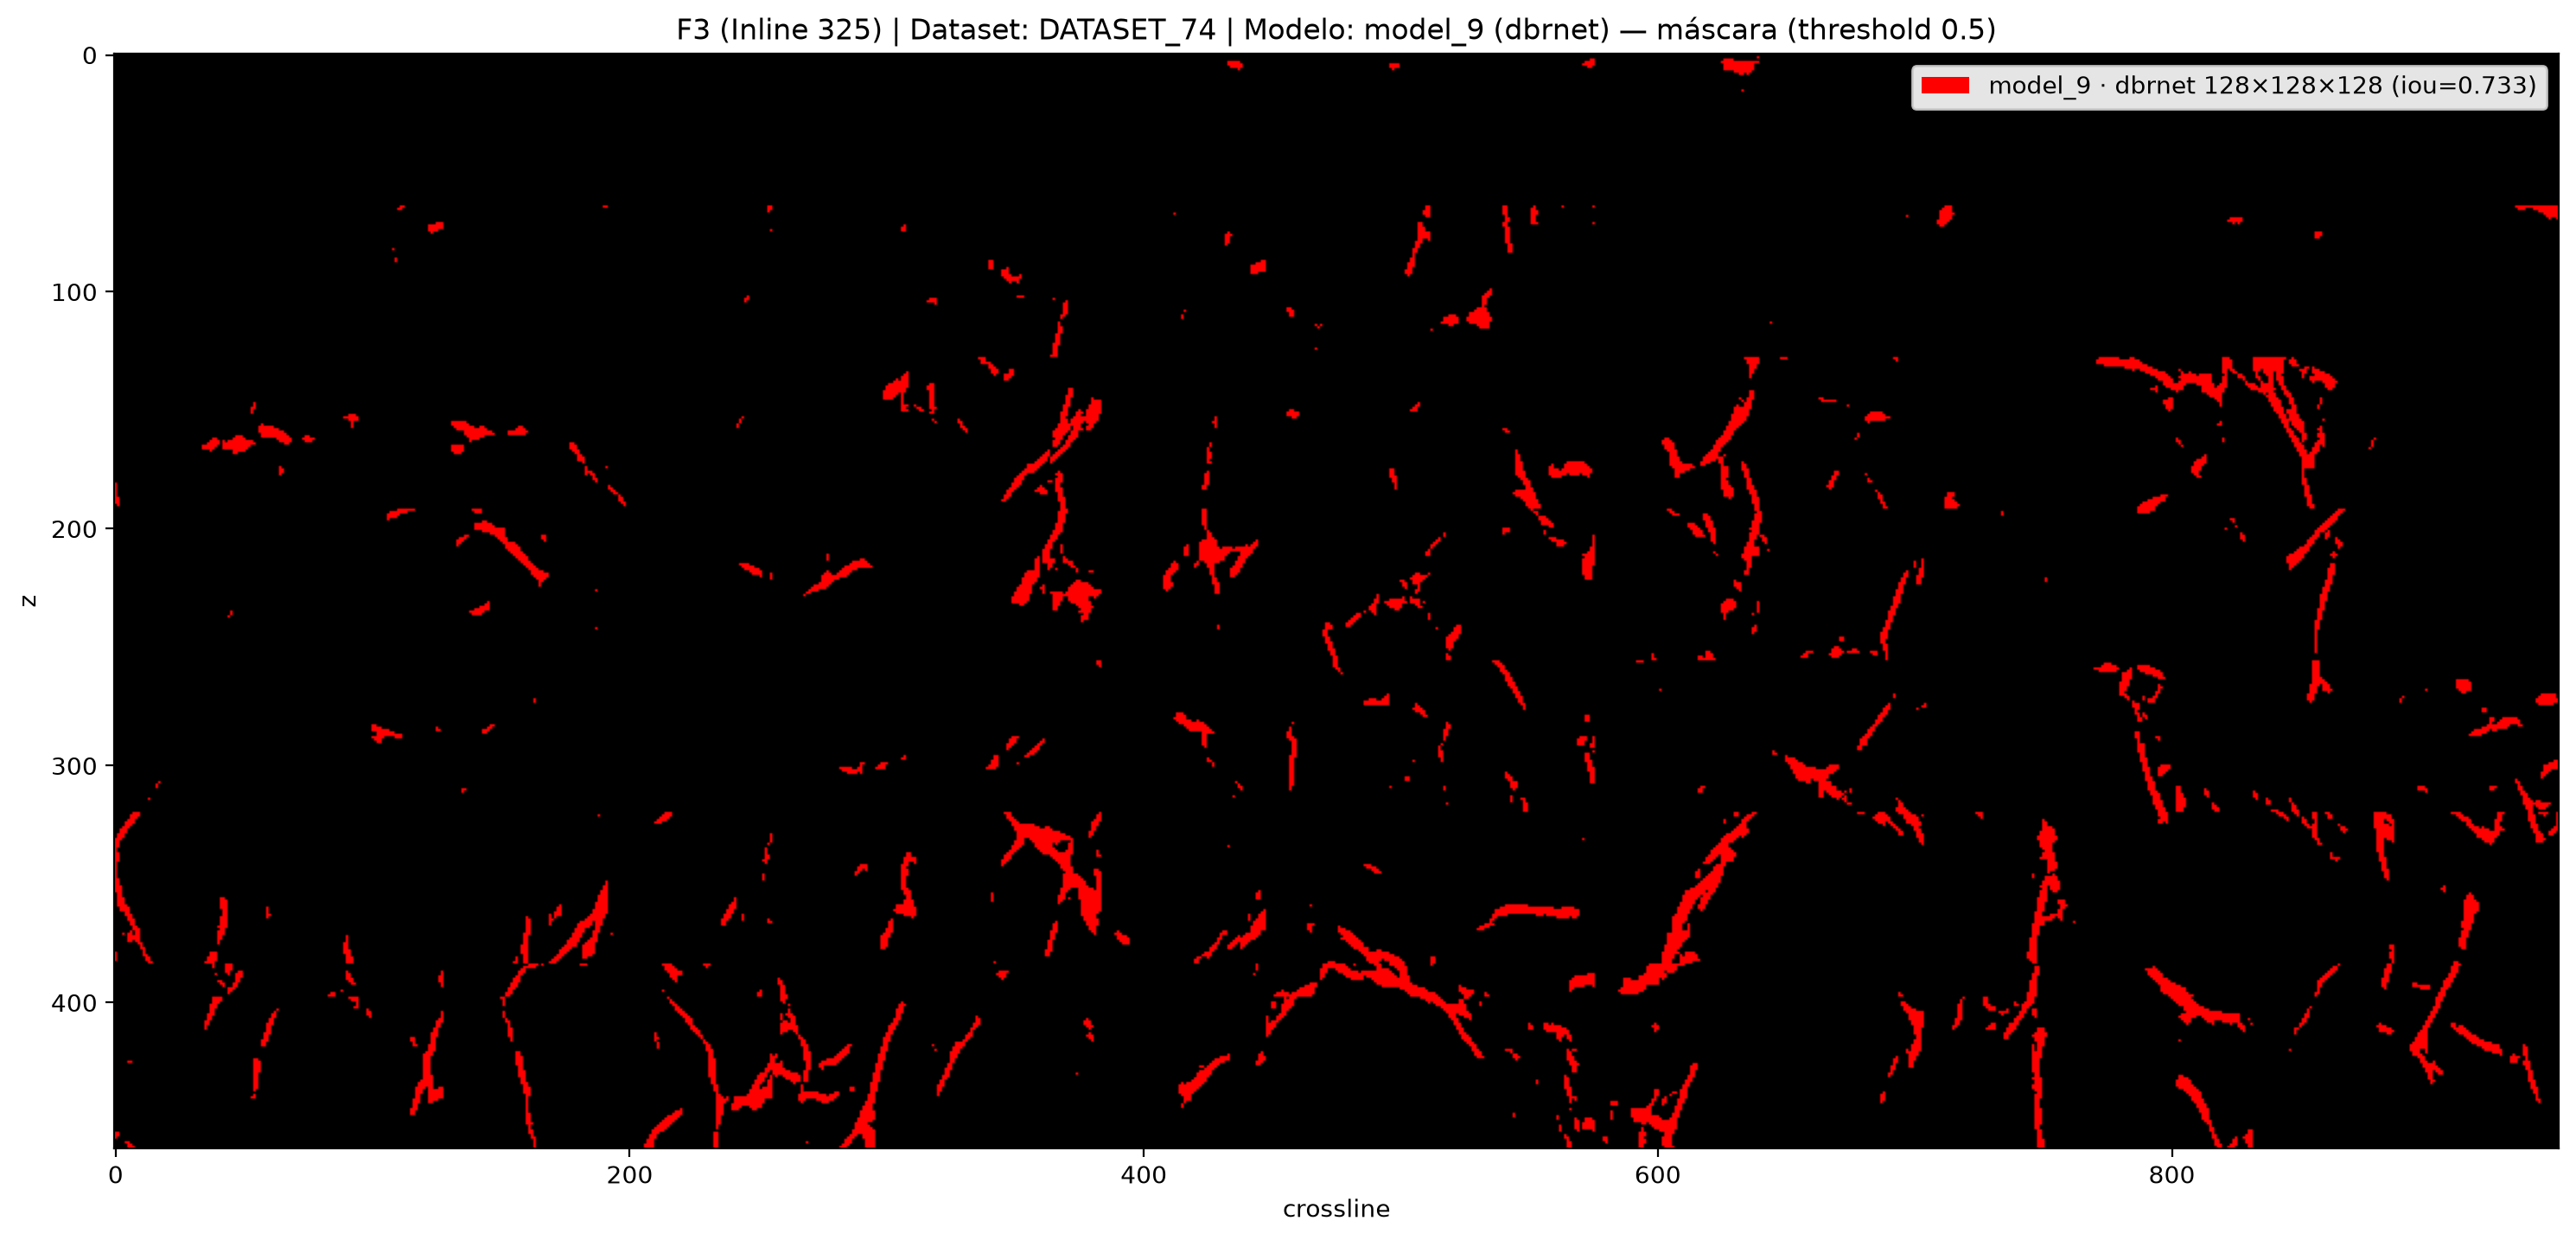 F3 (Inline 325) | Dataset: DATASET_74 | Modelo: model_9 (dbrnet) — máscara (threshold 0.5)
model_9 · dbrnet 128×128×128 (iou=0.733)
0
100
200
300
400
z
0
200
400
600
800
crossline